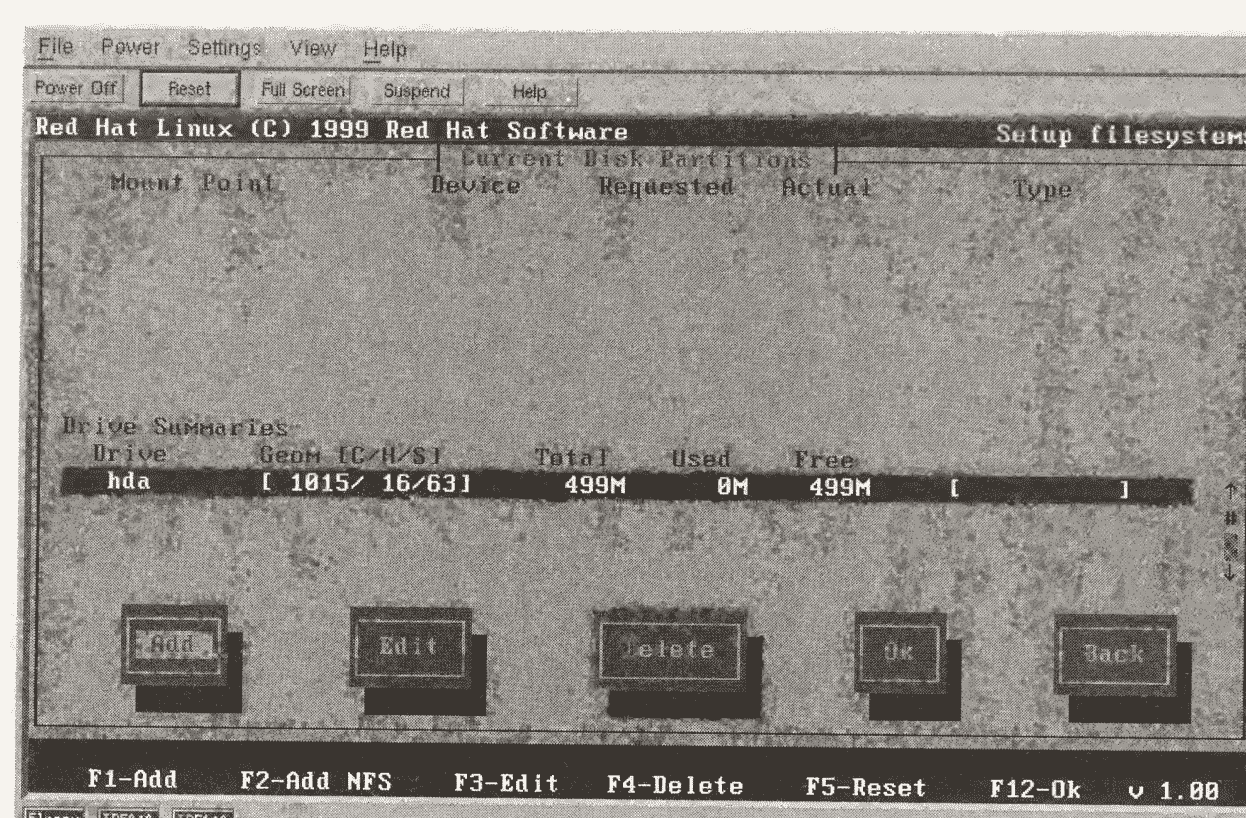 File Power Settings View Help
Power Off Reset Full Screen Suspend Help
Red Hat Linux (C) 1999 Red Hat Software Setup filesystems
Current Disk Partitions
Mount Point Device Requested Actual Type
Drive Summaries
Drive Geom [C/H/S] Total Used Free
hda [ 1015/ 16/63] 499M 0M 499M [ ]
Add Edit Delete Ok Back
F1-Add F2-Add NFS F3-Edit F4-Delete F5-Reset F12-Ok v 1.00